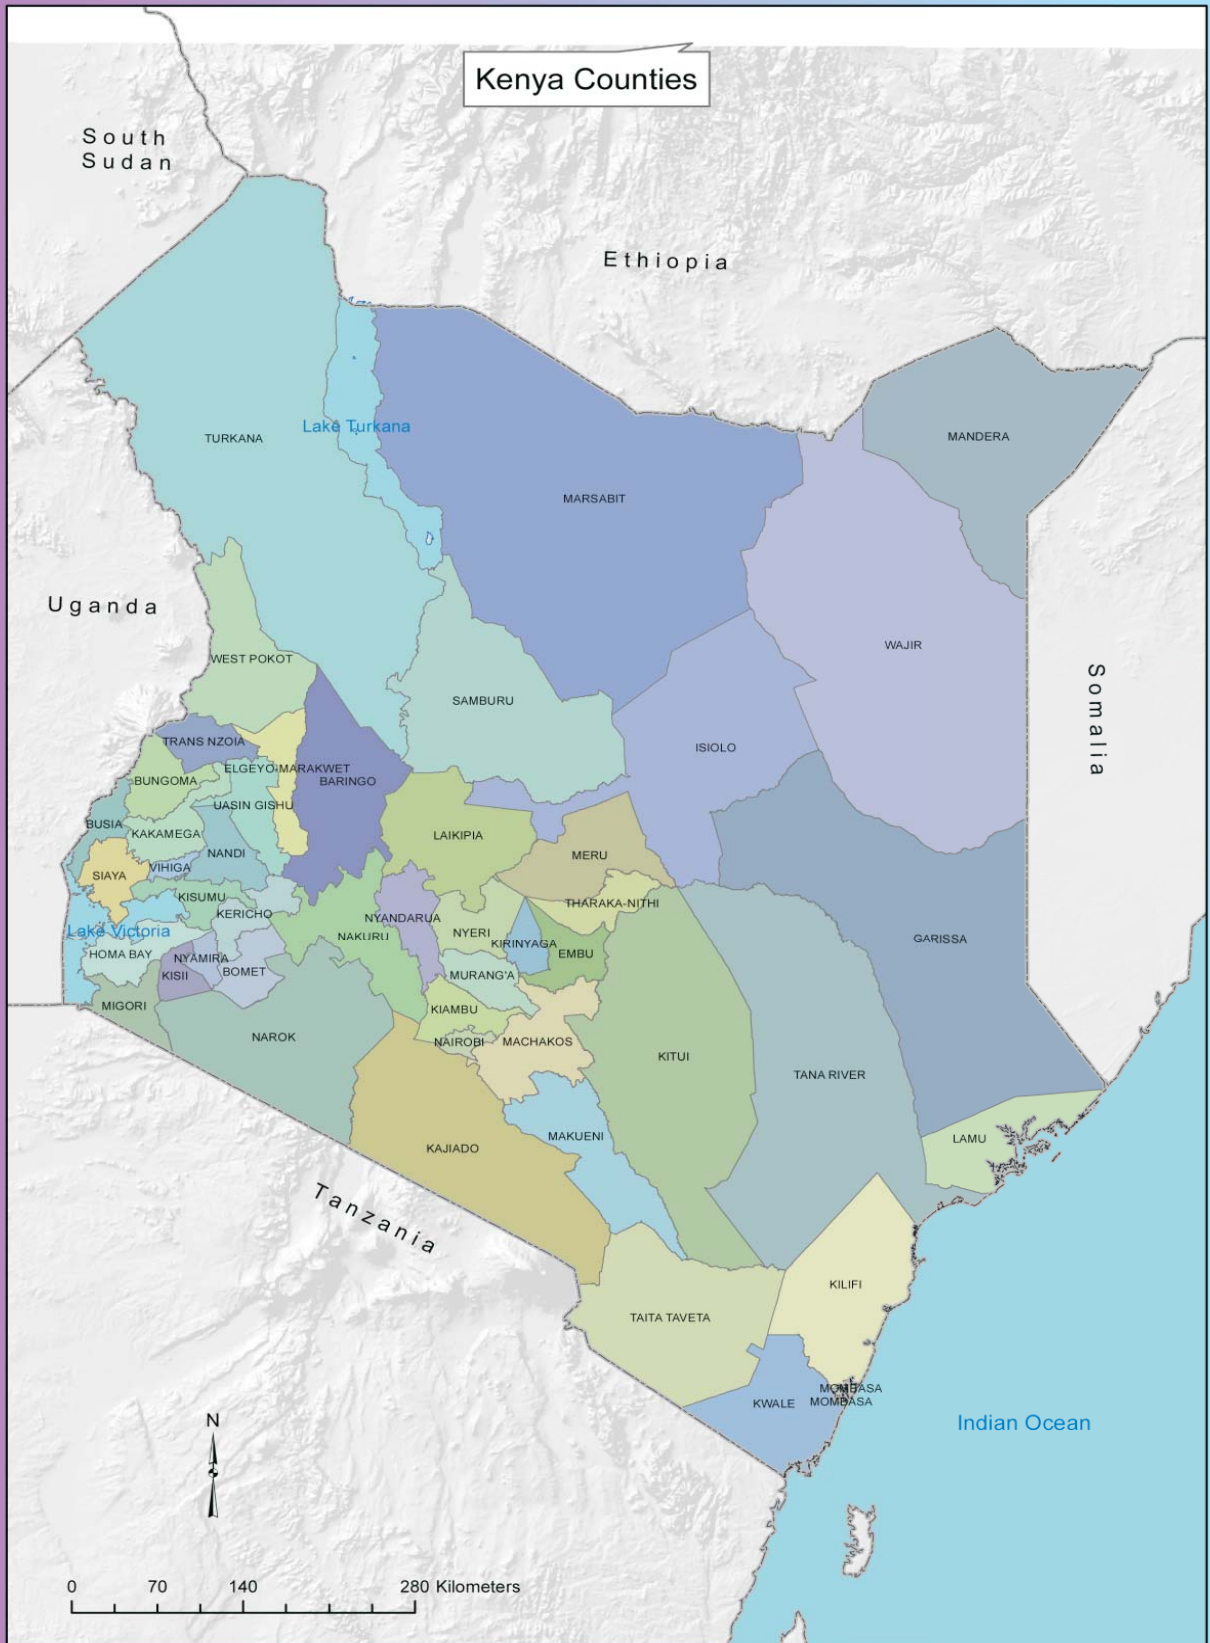 Kenya Counties
South
Sudan
Ethiopia
Lake Turkana
TURKANA
MANDERA
MARSABIT
Uganda
WAJIR
WEST POKOT
Somalia
SAMBURU
TRANS NZOIA
ISIOLO
ELGEYO-MARAKWET
BUNGOMA
BARINGO
UASIN GISHU
BUSIA
KAKAMEGA
LAIKIPIA
NANDI
MERU
VIHIGA
SIAYA
KISUMU
THARAKA-NITHI
KERICHO
NYANDARUA
Lake Victoria
NYERI
NAKURU
GARISSA
KIRINYAGA
HOMA BAY
EMBU
NYAMIRA
BOMET
KISII
MURANG'A
MIGORI
KIAMBU
NAROK
NAIROBI
MACHAKOS
KITUI
TANA RIVER
MAKUENI
LAMU
KAJIADO
Tanzania
KILIFI
TAITA TAVETA
MOMBASA
MOMBASA
KWALE
N
Indian Ocean
0 70 140 280 Kilometers